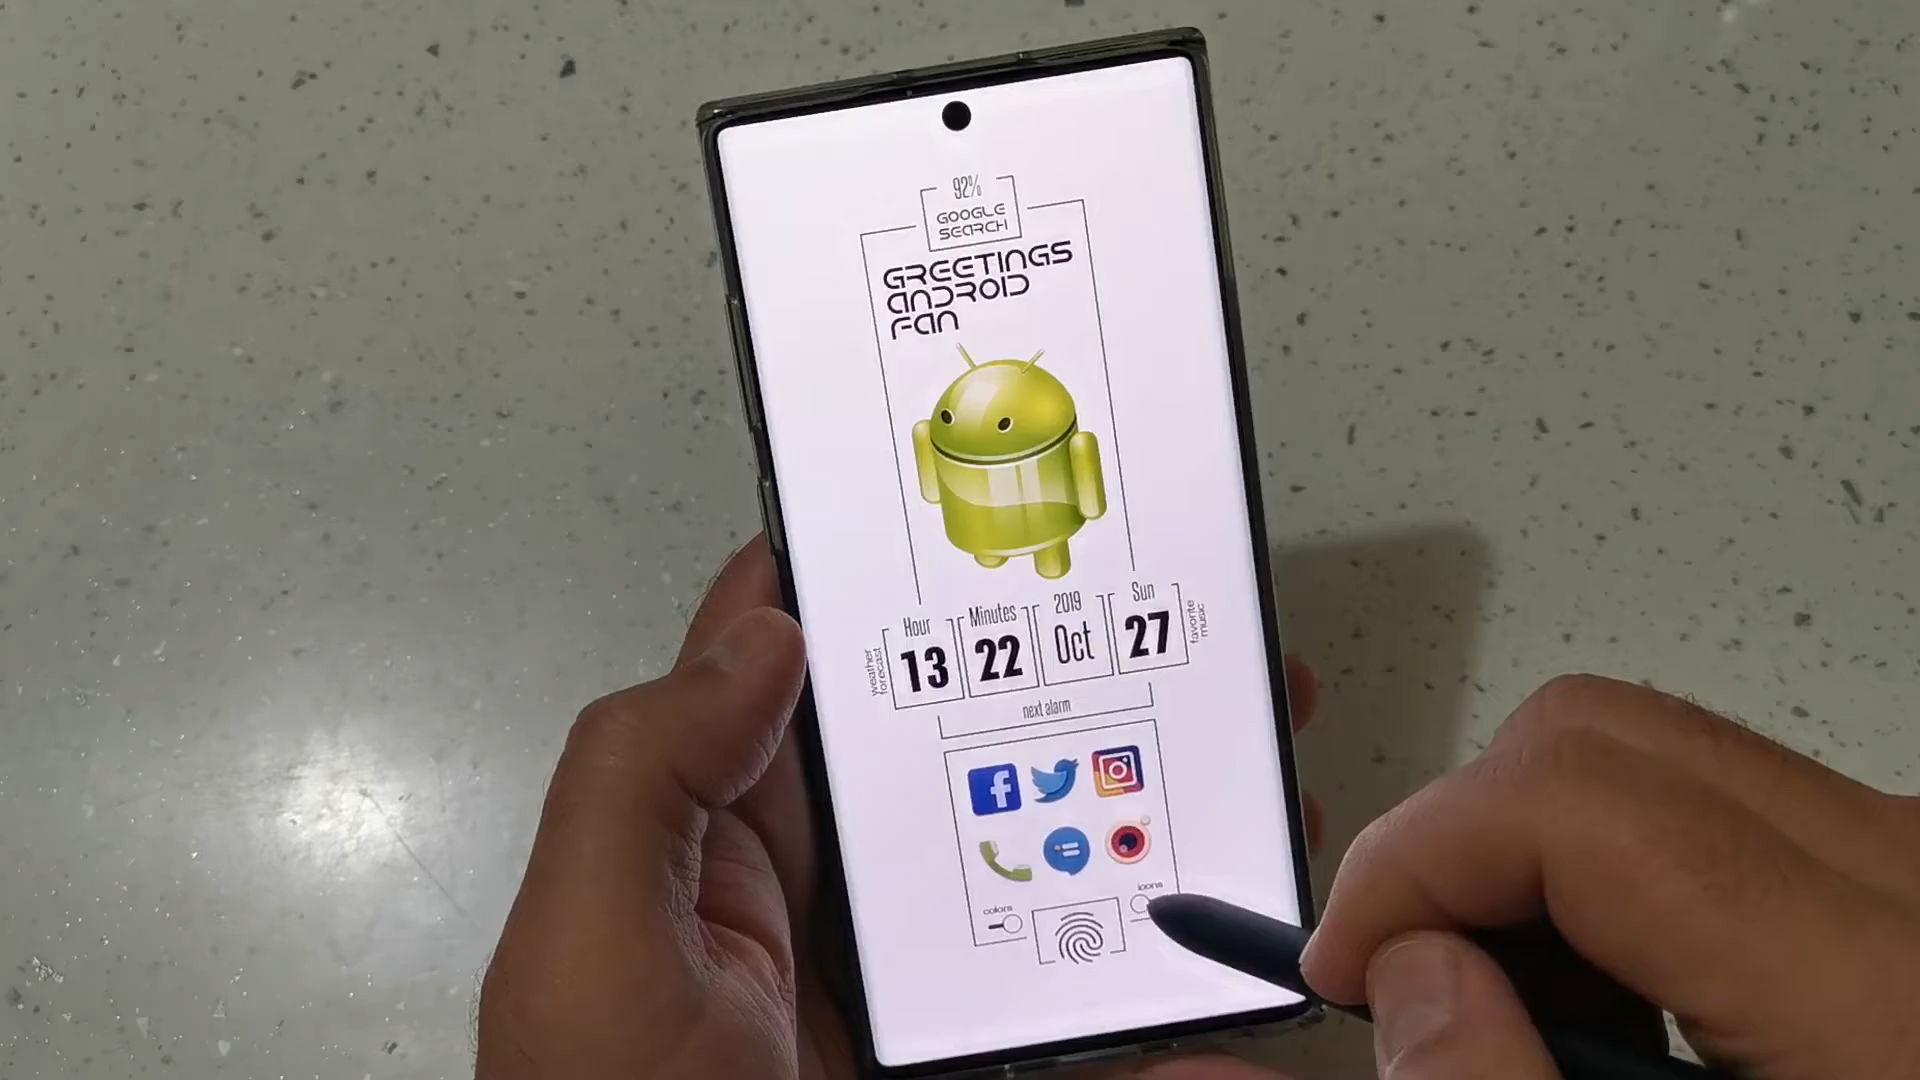 92%
GOOGLE
SEARCH
GREETINGS
ANDROID
FAN
Hour
Minutes
2019
Sun
13
22
Oct
27
weather
forecast
favorite
music
next alarm
f
icons
colors